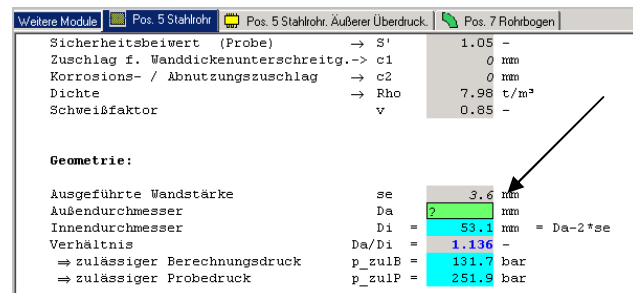 Weitere Module Pos. 5 Stahlrohr Pos. 5 Stahlrohr. Äußerer Überdruck. Pos. 7 Rohrbogen
Sicherheitsbeiwert (Probe) → S' 1.05 -
Zuschlag f. Wanddickenunterschreitg.-> c1 0 mm
Korrosions- / Abnutzungszuschlag → c2 0 mm
Dichte → Rho 7.98 t/m³
Schweißfaktor v 0.85 -
Geometrie:
Ausgeführte Wandstärke se 3.6 mm
Außendurchmesser Da ? mm
Innendurchmesser Di = 53.1 mm = Da-2*se
Verhältnis Da/Di = 1.136 -
⇒ zulässiger Berechnungsdruck p_zulB = 131.7 bar
⇒ zulässiger Probedruck p_zulP = 251.9 bar